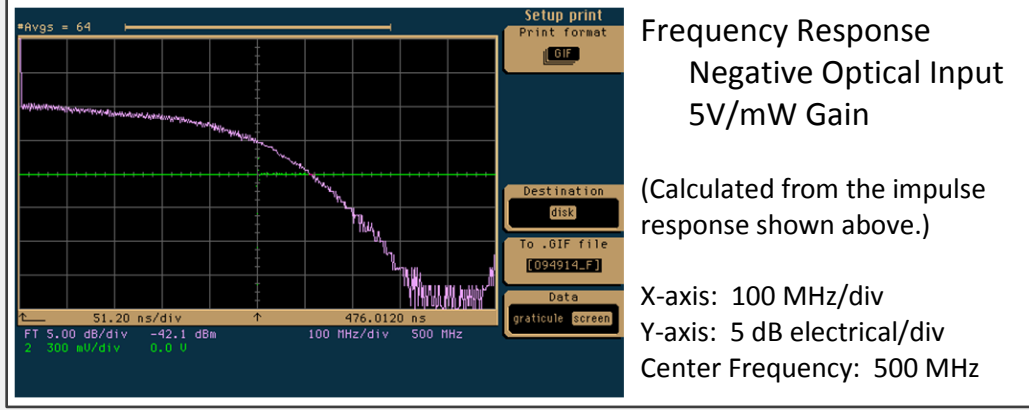 ■Avgs = 64
Setup print
Print format
GIF
Destination
disk
To .GIF file
[094914_F]
Data
graticule screen
51.20 ns/div 476.0120 ns
FT 5.00 dB/div -42.1 dBm 100 MHz/div 500 MHz
2 300 mV/div 0.0 V
Frequency Response
Negative Optical Input
5V/mW Gain
(Calculated from the impulse
response shown above.)
X-axis: 100 MHz/div
Y-axis: 5 dB electrical/div
Center Frequency: 500 MHz